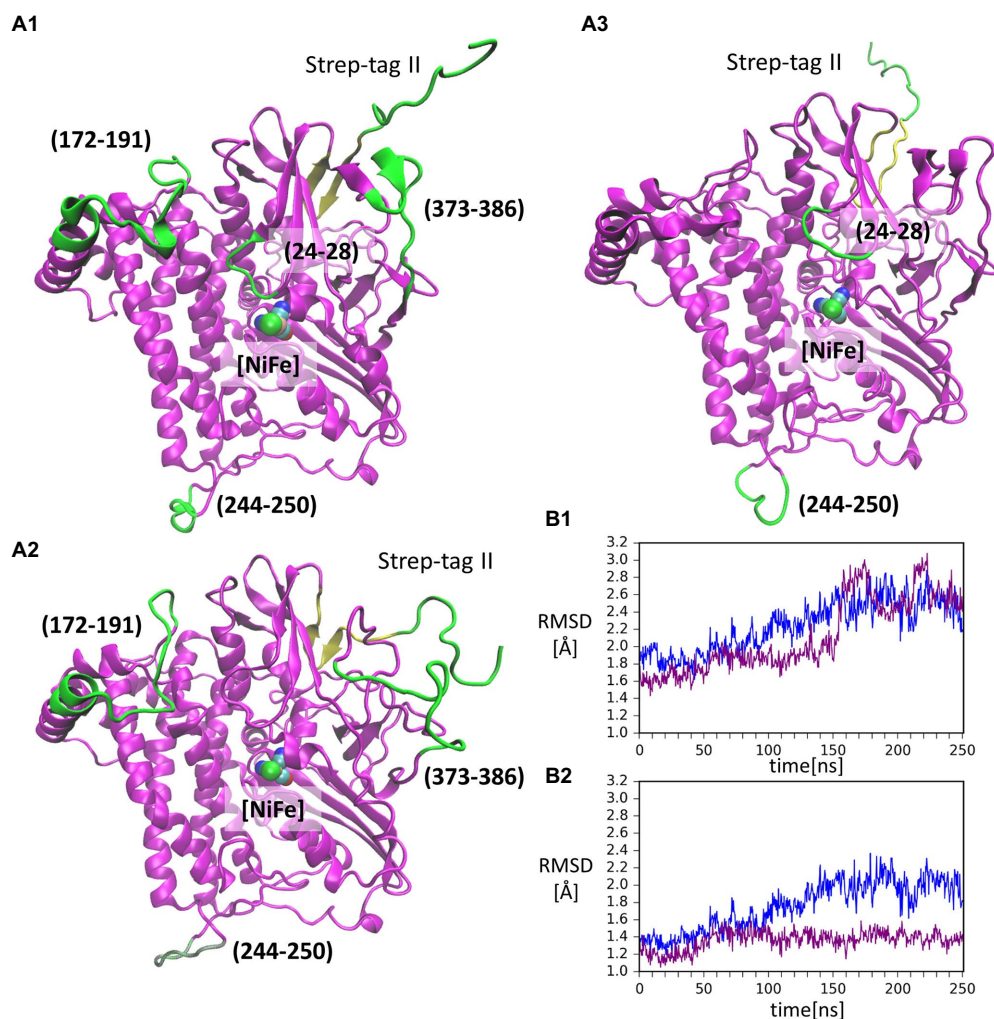 A1
Strep-tag II
(172-191)
(373-386)
(24-28)
[NiFe]
(244-250)
A3
Strep-tag II
(24-28)
[NiFe]
(244-250)
A2
Strep-tag II
(172-191)
(373-386)
[NiFe]
(244-250)
B1
RMSD
[Å]
3.2
3.0
2.8
2.6
2.4
2.2
2.0
1.8
1.6
1.4
1.2
1.0
0 50 100 150 200 250
time[ns]
B2
RMSD
[Å]
3.2
3.0
2.8
2.6
2.4
2.2
2.0
1.8
1.6
1.4
1.2
1.0
0 50 100 150 200 250
time[ns]